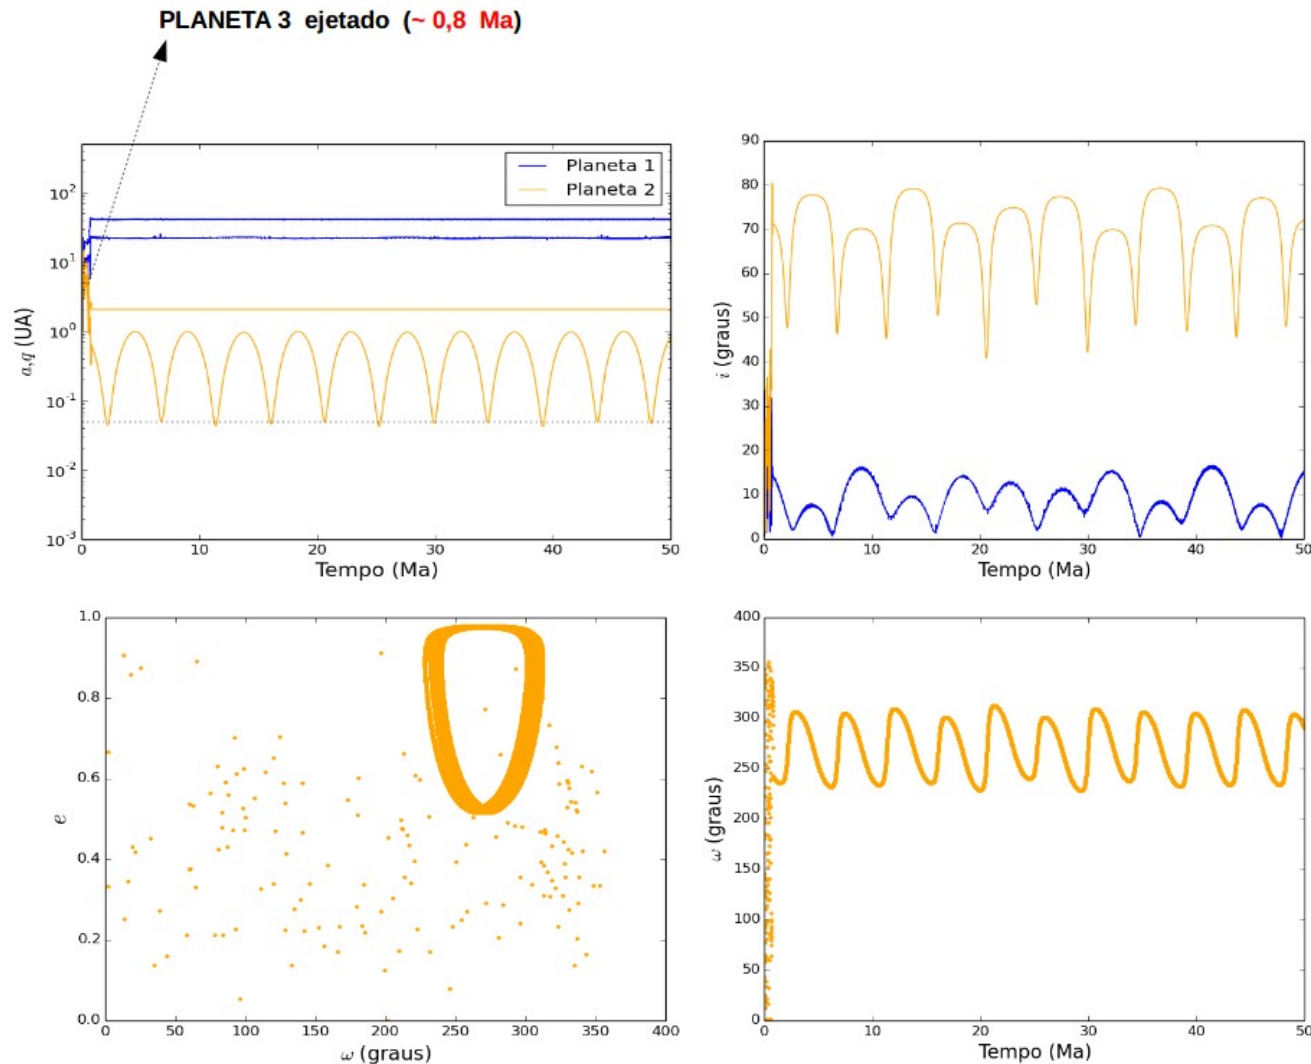 PLANETA 3 ejetado (~ 0,8 Ma)
a,q (UA)
10²
10¹
10⁰
10⁻¹
10⁻²
10⁻³
Planeta 1
Planeta 2
0 10 20 30 40 50
Tempo (Ma)
i (graus)
90
80
70
60
50
40
30
20
10
0
0 10 20 30 40 50
Tempo (Ma)
e
1.0
0.8
0.6
0.4
0.2
0.0
0 50 100 150 200 250 300 350 400
ω (graus)
ω (graus)
400
350
300
250
200
150
100
50
0
0 10 20 30 40 50
Tempo (Ma)